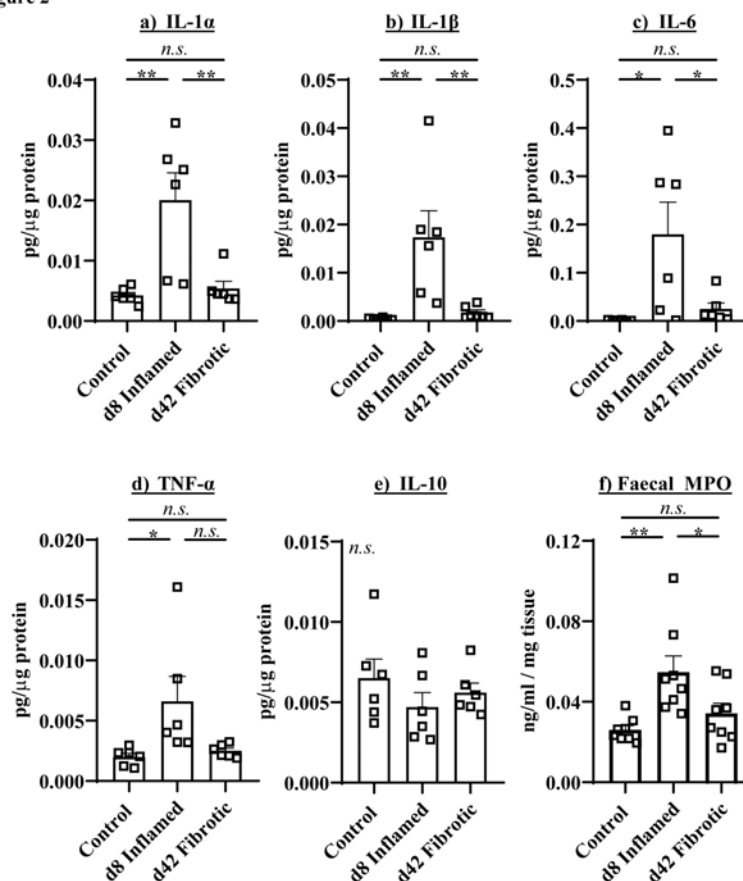 gure 2
a) IL-1α
b) IL-1β
c) IL-6
n.s.
** **
n.s.
** **
n.s.
* *
pg/µg protein
0.04
0.03
0.02
0.01
0.00
Control
d8 Inflamed
d42 Fibrotic
pg/µg protein
0.05
0.04
0.03
0.02
0.01
0.00
Control
d8 Inflamed
d42 Fibrotic
pg/µg protein
0.5
0.4
0.3
0.2
0.1
0.0
Control
d8 Inflamed
d42 Fibrotic
d) TNF-α
e) IL-10
f) Faecal MPO
n.s.
* n.s.
n.s.
n.s.
** *
pg/µg protein
0.020
0.015
0.010
0.005
0.000
Control
d8 Inflamed
d42 Fibrotic
pg/µg protein
0.015
0.010
0.005
0.000
Control
d8 Inflamed
d42 Fibrotic
ng/ml / mg tissue
0.12
0.08
0.04
0.00
Control
d8 Inflamed
d42 Fibrotic